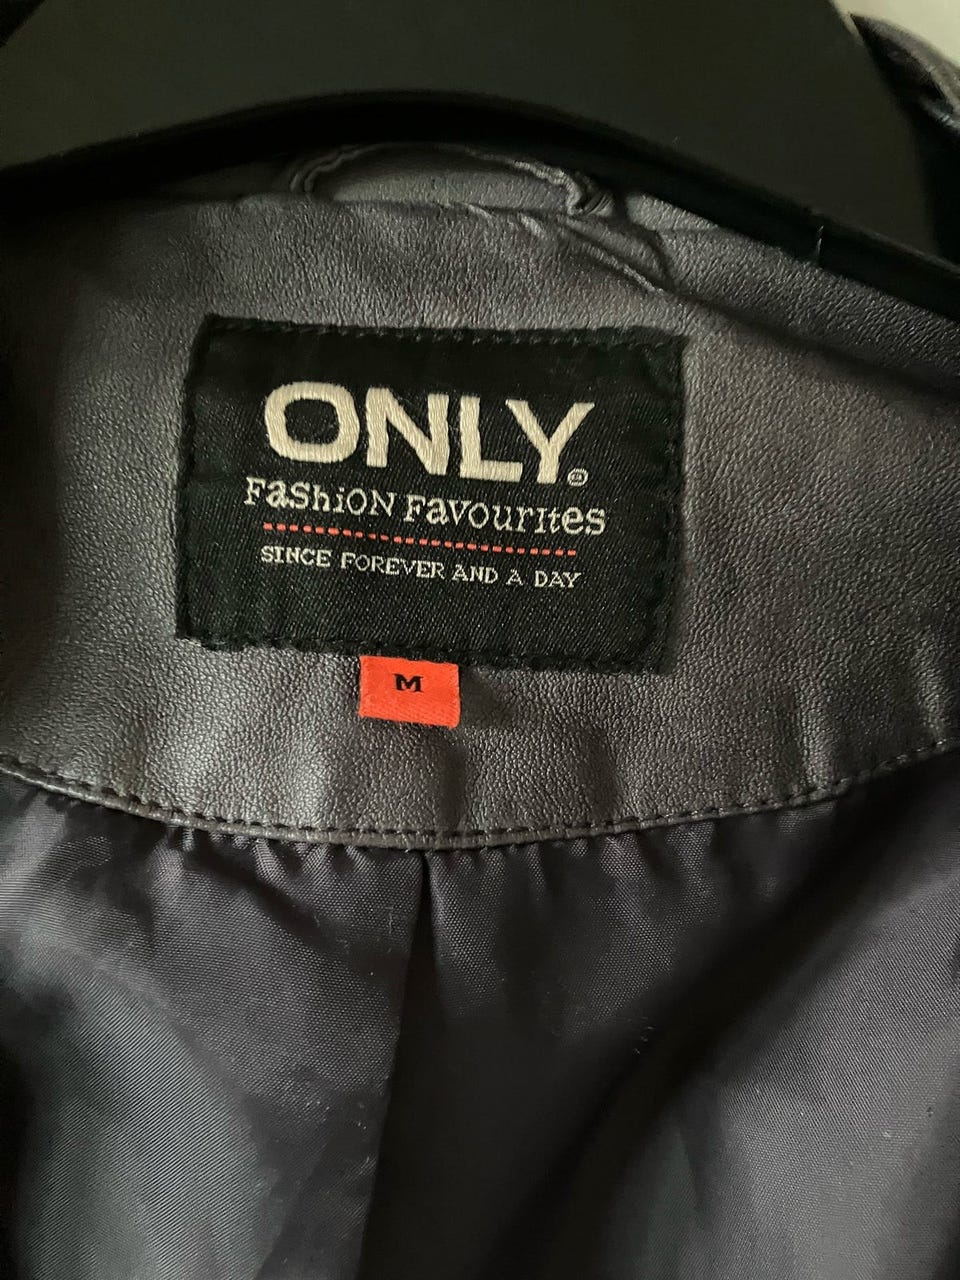 ONLY®
FasHiON Favourites
SINCE FOREVER AND A DAY
M